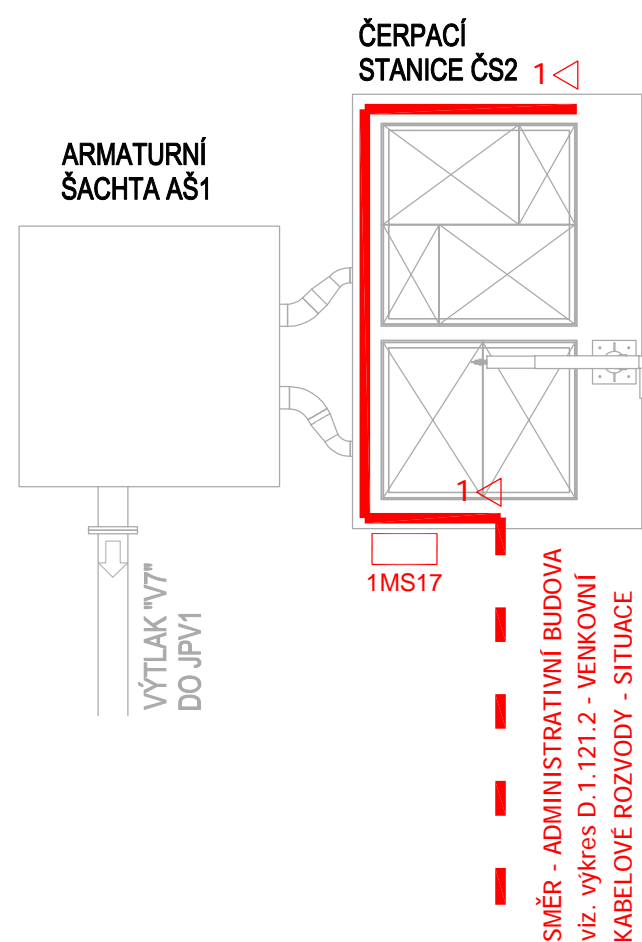 ČERPACÍ
STANICE ČS2
1
ARMATURNÍ
ŠACHTA AŠ1
1
1MS17
VÝTLAK "V7"
DO JPV1
SMĚR - ADMINISTRATIVNÍ BUDOVA
viz. výkres D.1.121.2 - VENKOVNÍ
KABELOVÉ ROZVODY - SITUACE